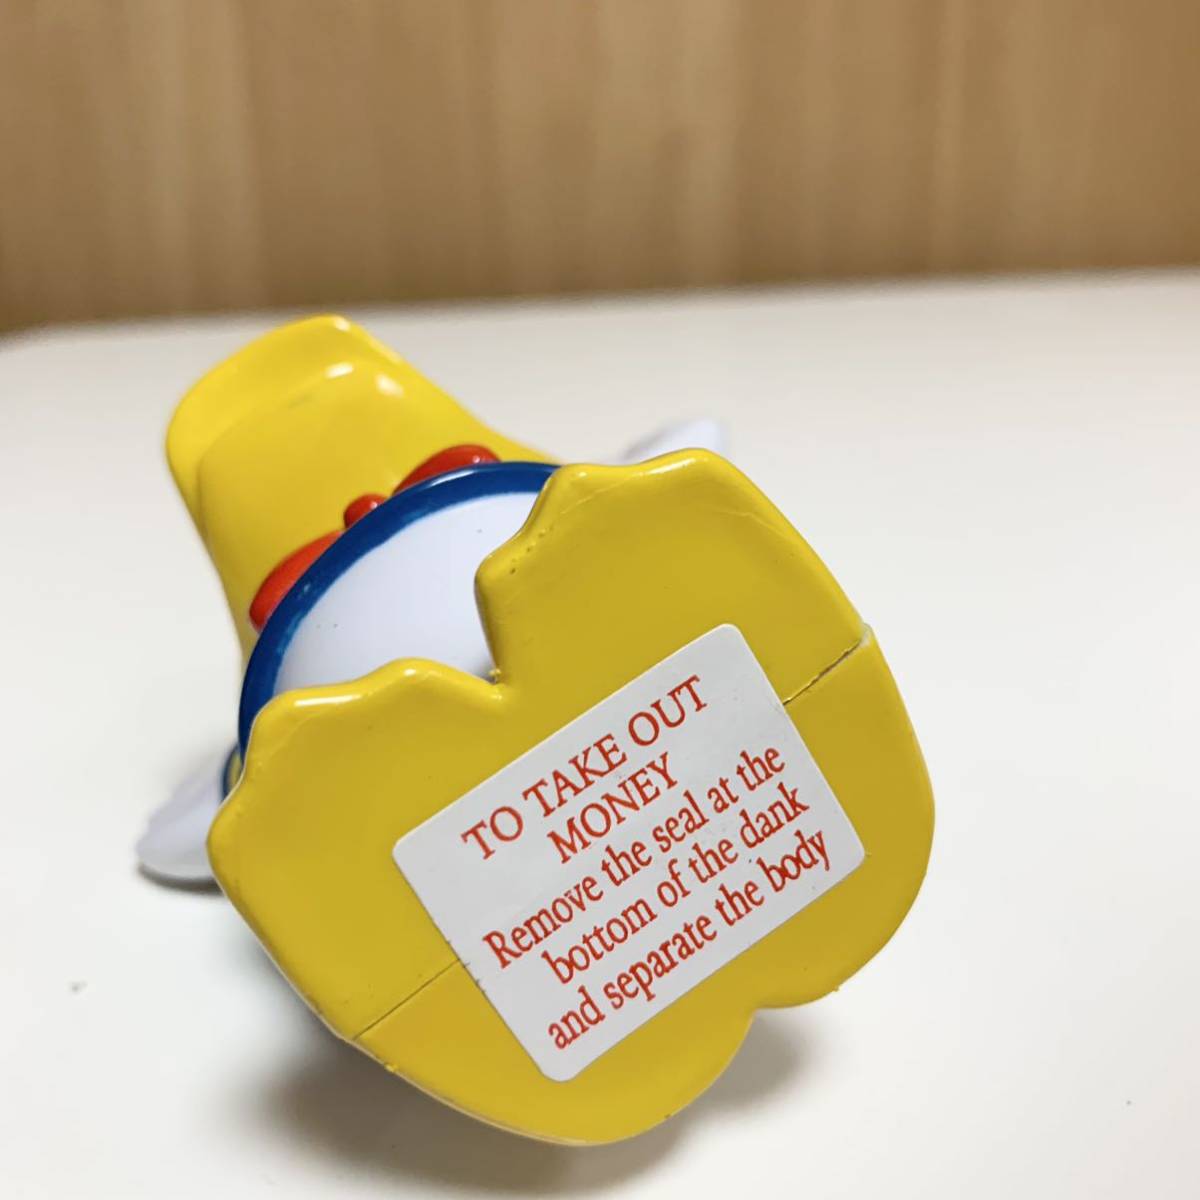 TO TAKE OUT
MONEY
Remove the seal at the
bottom of the dank
and separate the body